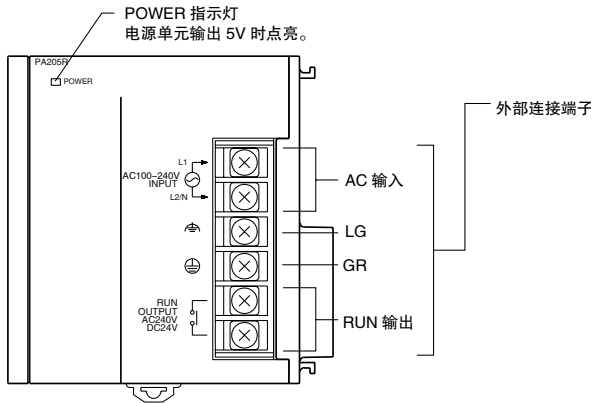 POWER 指示灯
电源单元输出 5V 时点亮。
PA205R
POWER
外部连接端子
L1
AC100~240V
INPUT
L2/N
AC 输入
LG
GR
RUN
OUTPUT
AC240V
DC24V
RUN 输出